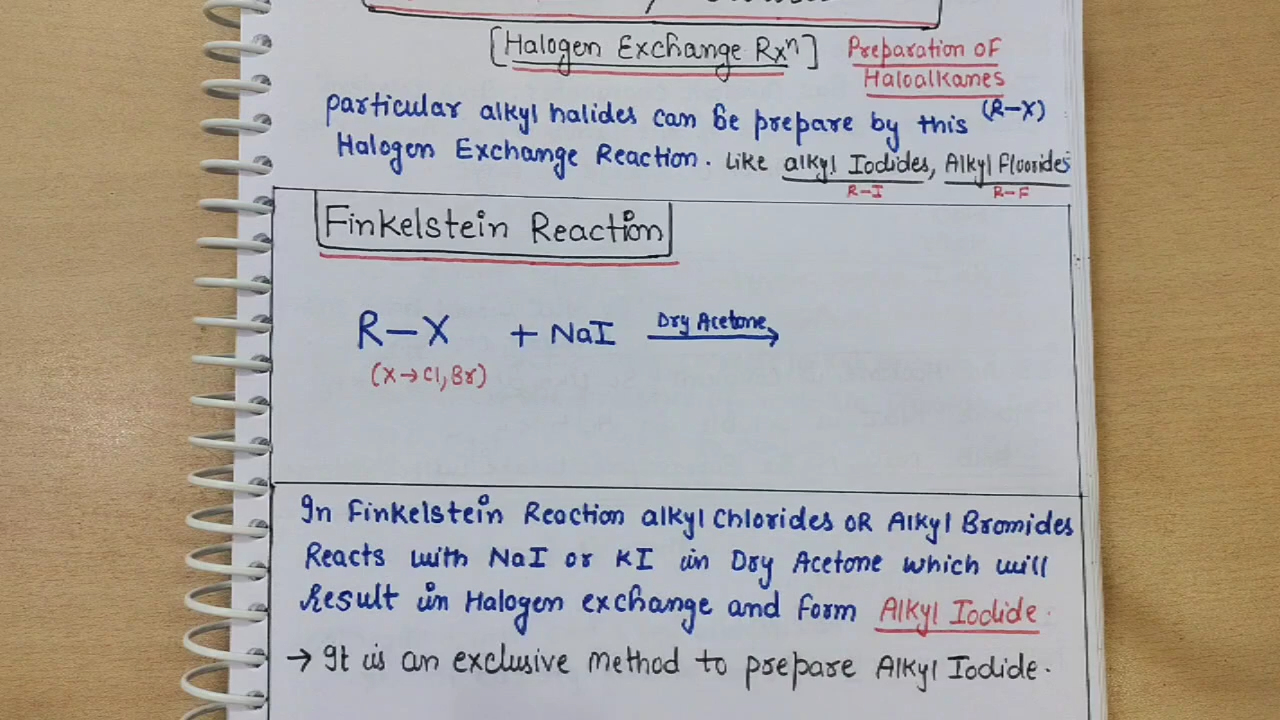 [Halogen Exchange Rxⁿ] Preparation of
Haloalkanes
(R-X)
particular alkyl halides can be prepare by this
Halogen Exchange Reaction. Like alkyl Iodides, Alkyl Fluorides
R-I R-F
Finkelstein Reaction
R-X + NaI Dry Acetone →
(X→Cl, Br)
In Finkelstein Reaction alkyl Chlorides OR Alkyl Bromides
Reacts with NaI or KI in Dry Acetone which will
Result in Halogen exchange and form Alkyl Iodide.
→ It is an exclusive method to prepare Alkyl Iodide.